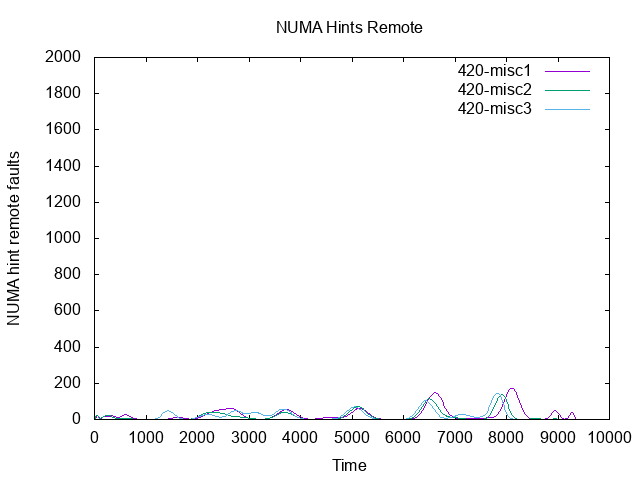 NUMA Hints Remote
2000
1800
1600
1400
1200
1000
800
600
400
200
0
NUMA hint remote faults
420-misc1
420-misc2
420-misc3
0 1000 2000 3000 4000 5000 6000 7000 8000 9000 10000
Time